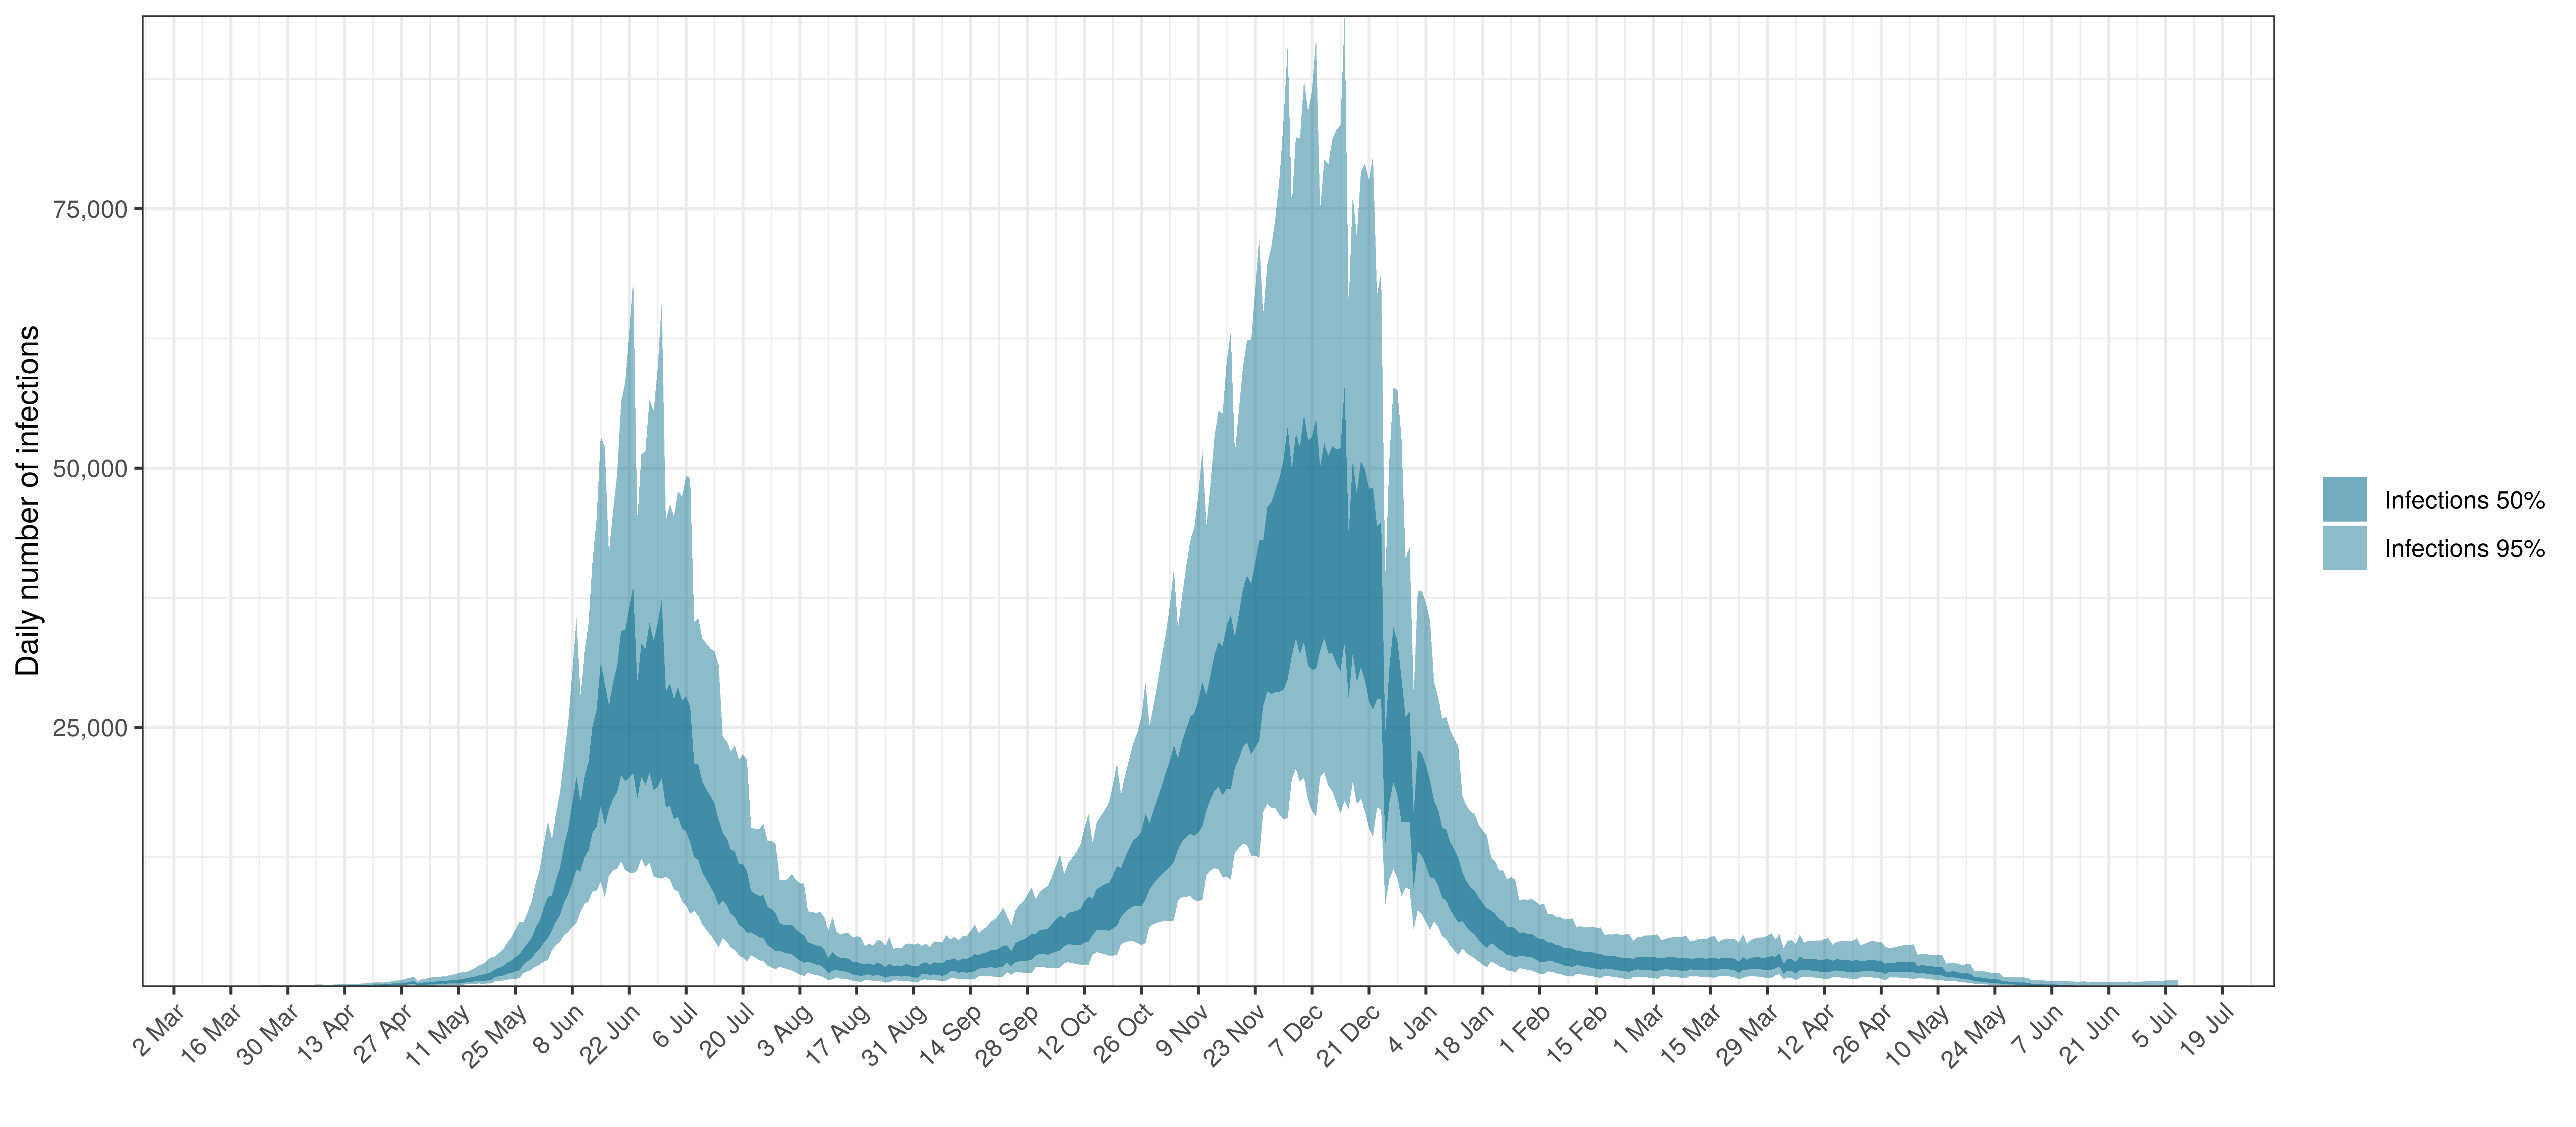 Daily number of infections
75,000
50,000
25,000
2 Mar
16 Mar
30 Mar
13 Apr
27 Apr
11 May
25 May
8 Jun
22 Jun
6 Jul
20 Jul
3 Aug
17 Aug
31 Aug
14 Sep
28 Sep
12 Oct
26 Oct
9 Nov
23 Nov
7 Dec
21 Dec
4 Jan
18 Jan
1 Feb
15 Feb
1 Mar
15 Mar
29 Mar
12 Apr
26 Apr
10 May
24 May
7 Jun
21 Jun
5 Jul
19 Jul
Infections 50%
Infections 95%